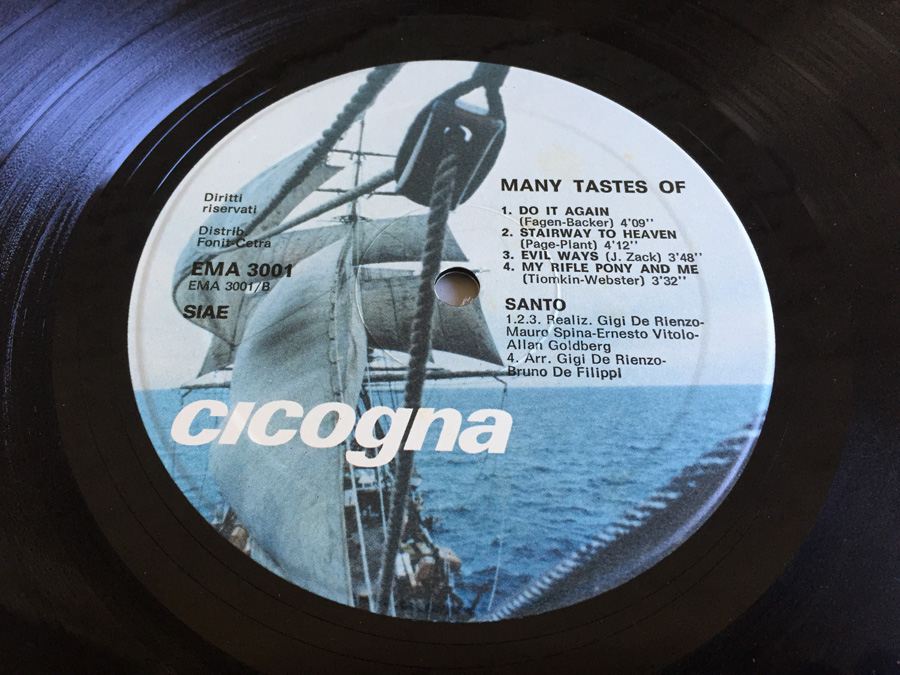 Diritti
riservati
Distrib.
Fonit-Cetra
EMA 3001
EMA 3001/B
SIAE
MANY TASTES OF
1. DO IT AGAIN
(Fagen-Backer) 4'09''
2. STAIRWAY TO HEAVEN
(Page-Plant) 4'12''
3. EVIL WAYS (J. Zack) 3'48''
4. MY RIFLE PONY AND ME
(Tiomkin-Webster) 3'32''
SANTO
1.2.3. Realiz. Gigi De Rienzo-
Mauro Spina-Ernesto Vitolo-
Allan Goldberg
4. Arr. Gigi De Rienzo-
Bruno De Filippi
cicogna